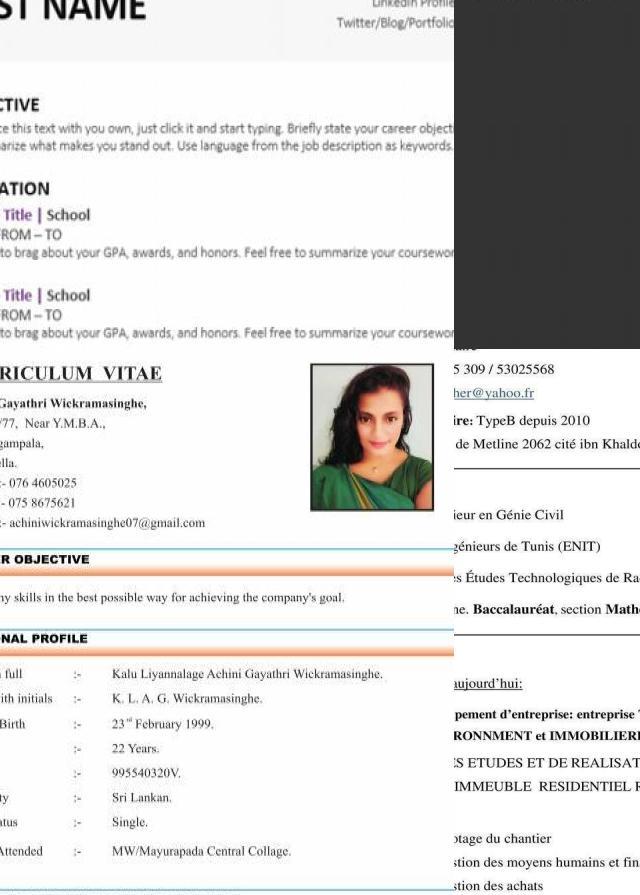 ST NAME
LinkedIn Profile
Twitter/Blog/Portfolio
CTIVE
ce this text with you own, just click it and start typing. Briefly state your career objecti
arize what makes you stand out. Use language from the job description as keywords.
ATION
Title | School
FROM – TO
to brag about your GPA, awards, and honors. Feel free to summarize your coursewor
Title | School
FROM – TO
to brag about your GPA, awards, and honors. Feel free to summarize your coursewor
RICULUM VITAE
Gayathri Wickramasinghe,
/77, Near Y.M.B.A.,
gampala,
ella.
:- 076 4605025
- 075 8675621
:- achiniwickramasinghe07@gmail.com
R OBJECTIVE
ny skills in the best possible way for achieving the company's goal.
NAL PROFILE
full :- Kalu Liyannalage Achini Gayathri Wickramasinghe.
ith initials :- K. L. A. G. Wickramasinghe.
Birth :- 23rd February 1999.
:- 22 Years.
:- 995540320V.
ty :- Sri Lankan.
atus :- Single.
Attended :- MW/Mayurapada Central Collage.
5 309 / 53025568
her@yahoo.fr
ire: TypeB depuis 2010
de Metline 2062 cité ibn Khald
ieur en Génie Civil
génieurs de Tunis (ENIT)
s Études Technologiques de Ra
ne. Baccalauréat, section Math
aujourd’hui:
pement d’entreprise: entreprise
RONNMENT et IMMOBILIER
ES ETUDES ET DE REALISAT
IMMEUBLE RESIDENTIEL R
otage du chantier
stion des moyens humains et fin
stion des achats